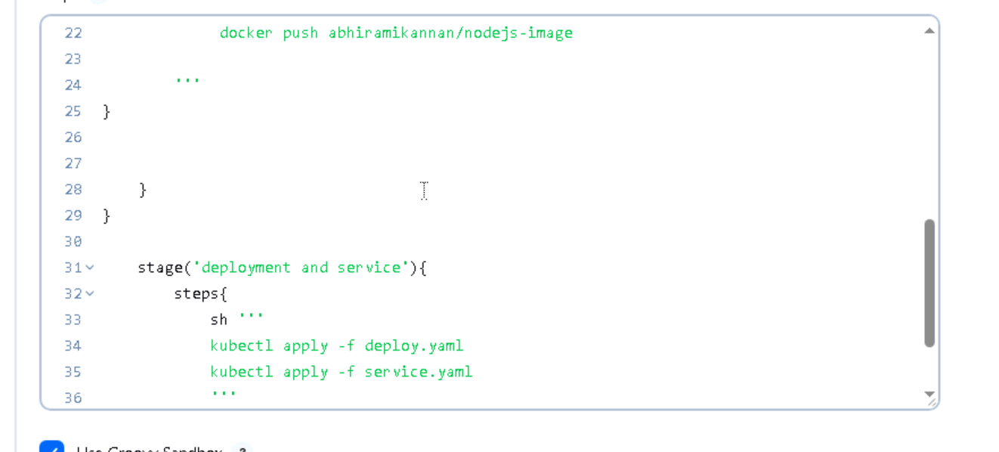 22 docker push abhiramikannan/nodejs-image
23
24 '''
25 }
26
27
28 }
29 }
30
31 stage('deployment and service'){
32 steps{
33 sh '''
34 kubectl apply -f deploy.yaml
35 kubectl apply -f service.yaml
36 '''
Use Groovy Sandbox ?